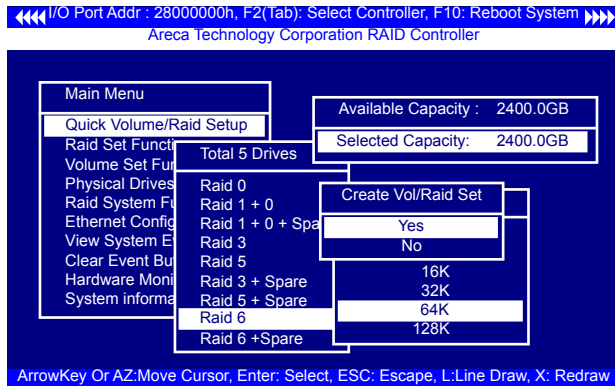 I/O Port Addr : 28000000h, F2(Tab): Select Controller, F10: Reboot System
Areca Technology Corporation RAID Controller
Main Menu
Quick Volume/Raid Setup
Raid Set Functi
Volume Set Fun
Physical Drives
Raid System Fu
Ethernet Config
View System E
Clear Event Bu
Hardware Moni
System informa
Total 5 Drives
Raid 0
Raid 1 + 0
Raid 1 + 0 + Spa
Raid 3
Raid 5
Raid 3 + Spare
Raid 5 + Spare
Raid 6
Raid 6 +Spare
Available Capacity : 2400.0GB
Selected Capacity: 2400.0GB
Create Vol/Raid Set
Yes
No
16K
32K
64K
128K
ArrowKey Or AZ:Move Cursor, Enter: Select, ESC: Escape, L:Line Draw, X: Redraw